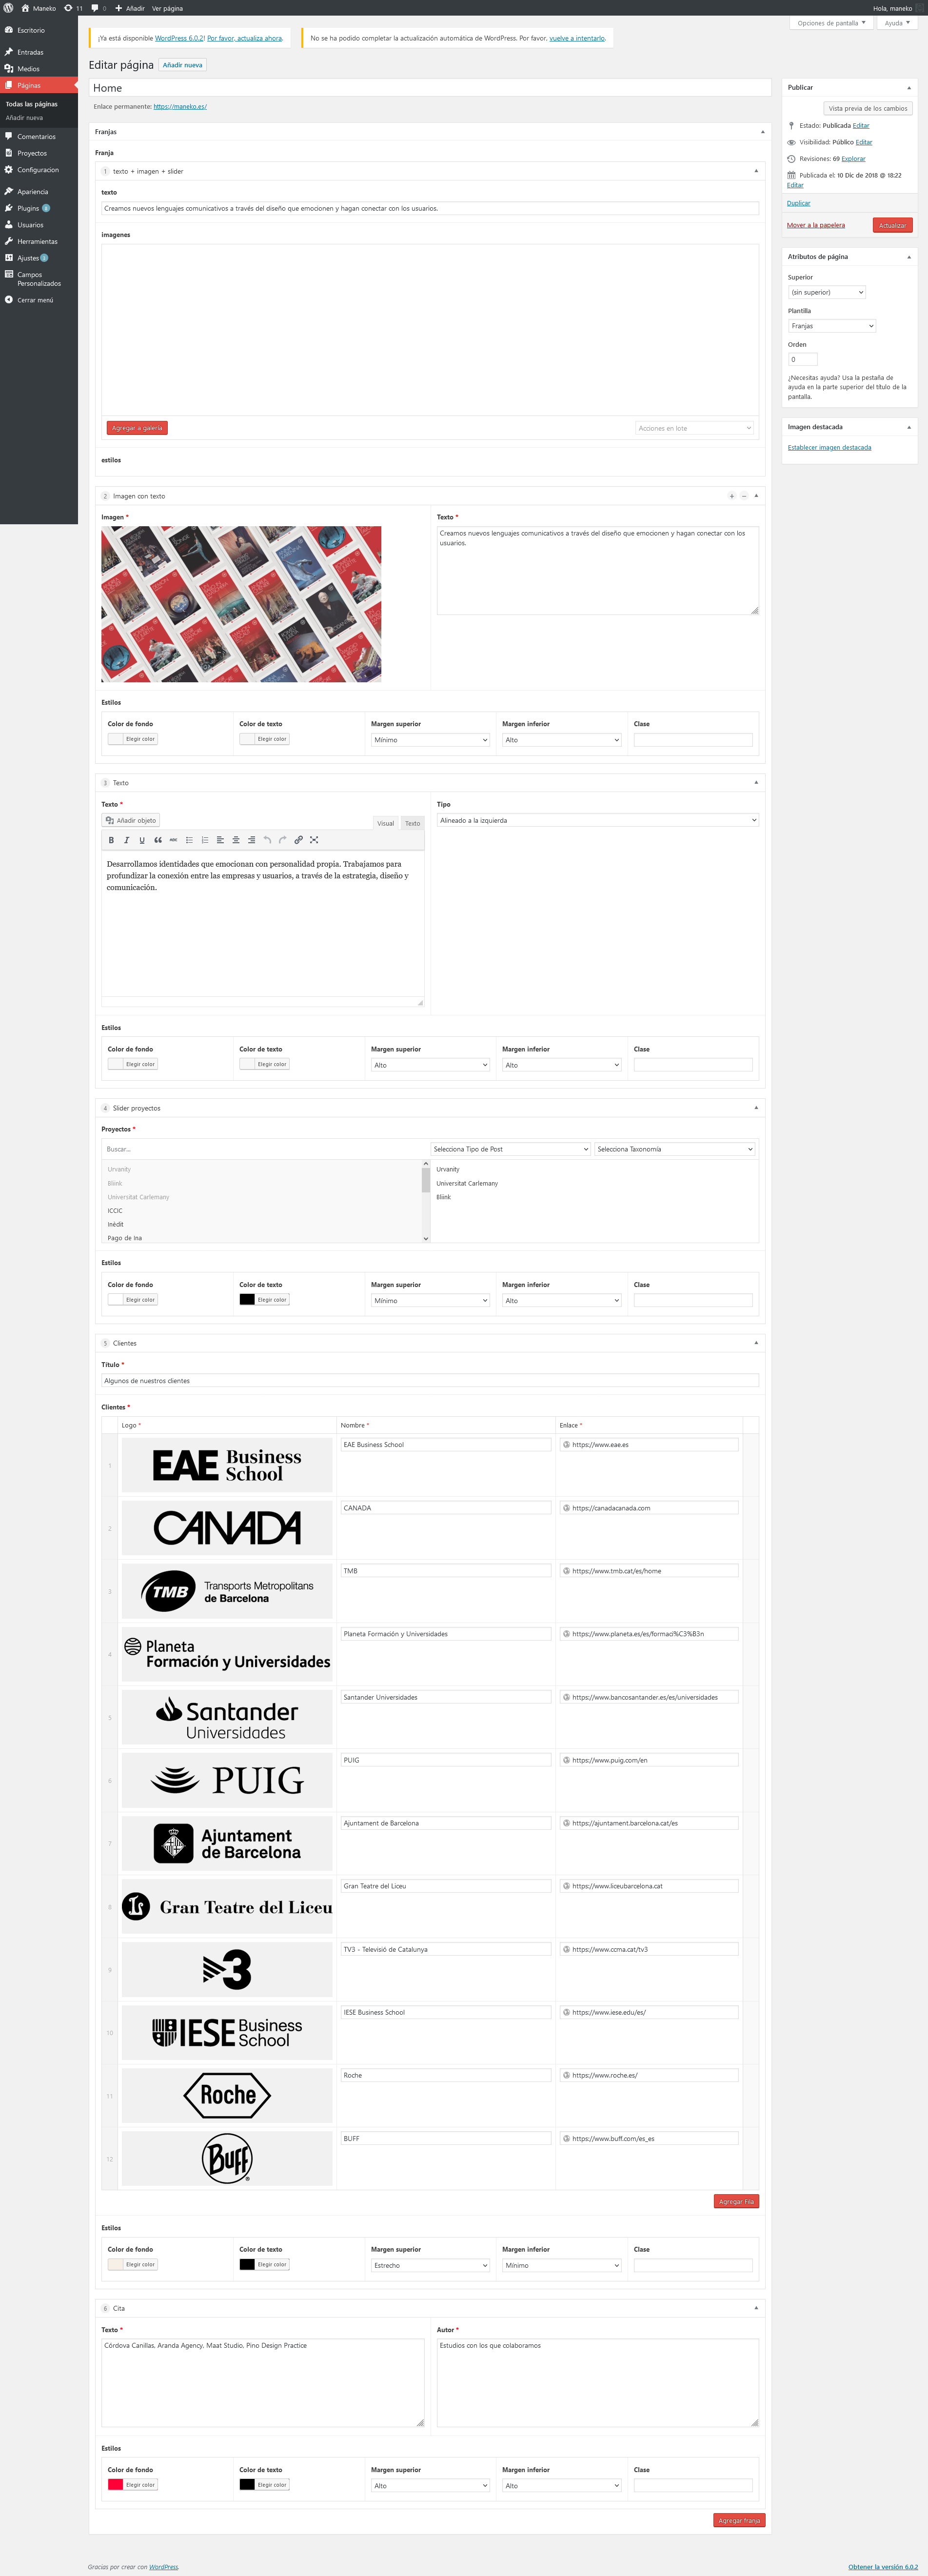 Maneko 11 0 Añadir Ver página Hola, maneko
Opciones de pantalla Ayuda
Escritorio
Entradas
Medios
Páginas
Todas las páginas
Añadir nueva
Comentarios
Proyectos
Configuracion
Apariencia
Plugins
Usuarios
Herramientas
Ajustes
Campos
Personalizados
Cerrar menú
¡Ya está disponible WordPress 6.0.2! Por favor, actualiza ahora.
No se ha podido completar la actualización automática de WordPress. Por favor, vuelve a intentarlo.
Editar página Añadir nueva
Home
Enlace permanente: https://maneko.es/
Franjas
Franja
1 texto + imagen + slider
texto
Creamos nuevos lenguajes comunicativos a través del diseño que emocionen y hagan conectar con los usuarios.
imagenes
Agregar a galería Acciones en lote
estilos
2 Imagen con texto
Imagen *
Texto *
Creamos nuevos lenguajes comunicativos a través del diseño que emocionen y hagan conectar con los
usuarios.
Estilos
Color de fondo Color de texto Margen superior Margen inferior Clase
Elegir color Elegir color Mínimo Alto
3 Texto
Texto * Tipo
Añadir objeto Visual Texto Alineado a la izquierda
Desarrollamos identidades que emocionan con personalidad propia. Trabajamos para
profundizar la conexión entre las empresas y usuarios, a través de la estrategia, diseño y
comunicación.
Estilos
Color de fondo Color de texto Margen superior Margen inferior Clase
Elegir color Elegir color Alto Alto
4 Slider proyectos
Proyectos *
Buscar... Selecciona Tipo de Post Selecciona Taxonomía
Urvanity Urvanity
Bliink Universitat Carlemany
Universitat Carlemany Bliink
ICCIC
Inèdit
Pago de Ina
Estilos
Color de fondo Color de texto Margen superior Margen inferior Clase
Elegir color Elegir color Mínimo Alto
5 Clientes
Título *
Algunos de nuestros clientes
Clientes *
Logo * Nombre * Enlace *
1 EAE Business School EAE Business School https://www.eae.es
2 CANADA CANADA https://canadacanada.com
3 TMB Transports Metropolitans de Barcelona TMB https://www.tmb.cat/es/home
4 Planeta Formación y Universidades Planeta Formación y Universidades https://www.planeta.es/es/formaci%C3%B3n
5 Santander Universidades Santander Universidades https://www.bancosantander.es/es/universidades
6 PUIG PUIG https://www.puig.com/en
7 Ajuntament de Barcelona Ajuntament de Barcelona https://ajuntament.barcelona.cat/es
8 Gran Teatre del Liceu Gran Teatre del Liceu https://www.liceubarcelona.cat
9 3 TV3 - Televisió de Catalunya https://www.ccma.cat/tv3
10 IESE Business School IESE Business School https://www.iese.edu/es/
11 Roche Roche https://www.roche.es/
12 Buff BUFF https://www.buff.com/es_es
Agregar Fila
Estilos
Color de fondo Color de texto Margen superior Margen inferior Clase
Elegir color Elegir color Estrecho Mínimo
6 Cita
Texto * Autor *
Córdova Canillas, Aranda Agency, Maat Studio, Pino Design Practice Estudios con los que colaboramos
Estilos
Color de fondo Color de texto Margen superior Margen inferior Clase
Elegir color Elegir color Alto Alto
Agregar franja
Publicar
Vista previa de los cambios
Estado: Publicada Editar
Visibilidad: Público Editar
Revisiones: 69 Explorar
Publicada el: 10 Dic de 2018 @ 18:22
Editar
Duplicar
Mover a la papelera Actualizar
Atributos de página
Superior
(sin superior)
Plantilla
Franjas
Orden
0
¿Necesitas ayuda? Usa la pestaña de
ayuda en la parte superior del título de la
pantalla.
Imagen destacada
Establecer imagen destacada
Gracias por crear con WordPress. Obtener la versión 6.0.2